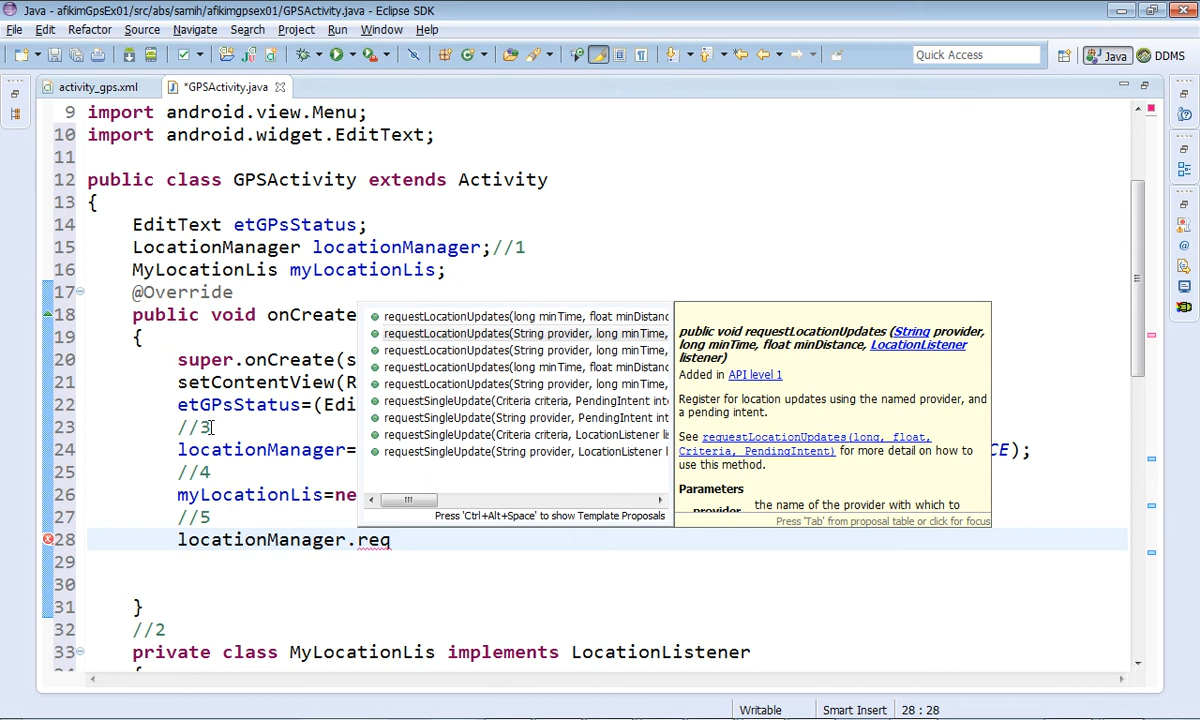 Java - afikimGpsEx01/src/abs/samih/afikimgpsex01/GPSActivity.java - Eclipse SDK
File Edit Refactor Source Navigate Search Project Run Window Help
Quick Access Java DDMS
activity_gps.xml *GPSActivity.java
9 import android.view.Menu;
10 import android.widget.EditText;
11
12 public class GPSActivity extends Activity
13 {
14 EditText etGPsStatus;
15 LocationManager locationManager;//1
16 MyLocationLis myLocationLis;
17 @Override
18 public void onCreate
19 {
20 super.onCreate(s
21 setContentView(R
22 etGPsStatus=(Edi
23 //3
24 locationManager= CE);
25 //4
26 myLocationLis=ne
27 //5
28 locationManager.req
29
30
31 }
32 //2
33 private class MyLocationLis implements LocationListener
requestLocationUpdates(long minTime, float minDistanc
requestLocationUpdates(String provider, long minTime,
requestLocationUpdates(String provider, long minTime,
requestLocationUpdates(long minTime, float minDistanc
requestLocationUpdates(String provider, long minTime,
requestSingleUpdate(Criteria criteria, PendingIntent inte
requestSingleUpdate(String provider, PendingIntent int
requestSingleUpdate(Criteria criteria, LocationListener li
requestSingleUpdate(String provider, LocationListener l
Press 'Ctrl+Alt+Space' to show Template Proposals
public void requestLocationUpdates (String provider,
long minTime, float minDistance, LocationListener
listener)
Added in API level 1
Register for location updates using the named provider, and
a pending intent.
See requestLocationUpdates(long, float,
Criteria, PendingIntent) for more detail on how to
use this method.
Parameters
provider the name of the provider with which to
Press 'Tab' from proposal table or click for focus
Writable Smart Insert 28 : 28